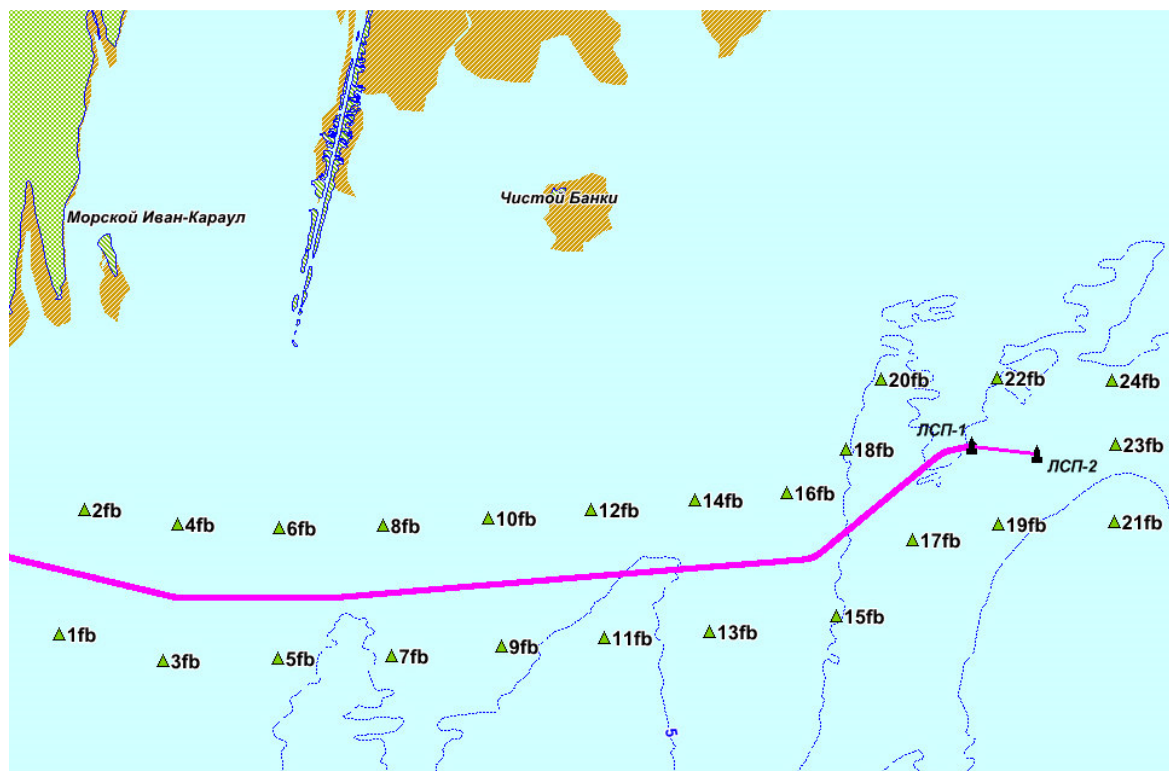 Чистой Банки
Морской Иван-Караул
20fb
22fb
24fb
ЛСП-1
18fb
23fb
ЛСП-2
16fb
14fb
2fb
12fb
10fb
4fb
6fb
8fb
19fb
21fb
17fb
15fb
1fb
13fb
11fb
9fb
3fb
5fb
7fb
5